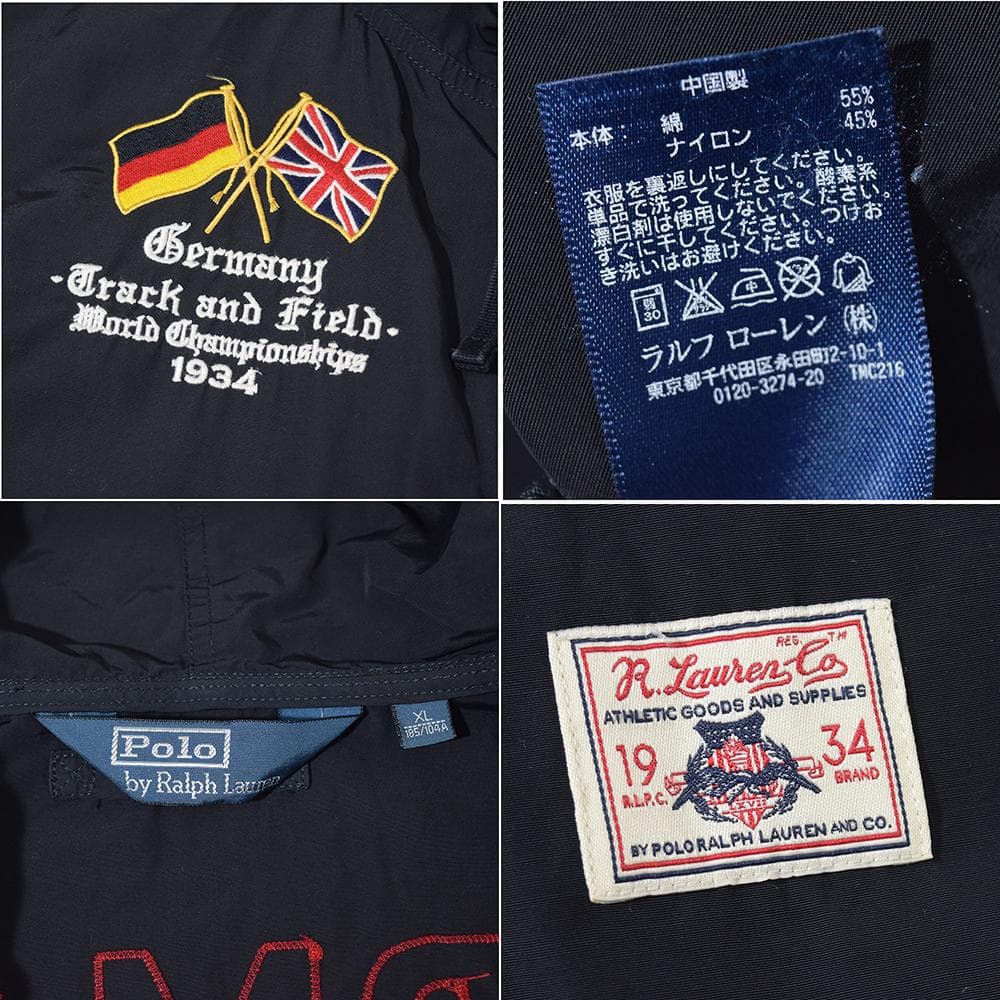 Germany
·Track and Field·
World Championships
1934
中国製
本体: 綿 55%
ナイロン 45%
衣服を裏返しにしてください。
単品で洗ってください。酸素系
漂白剤は使用しないでください。
すぐに干してください。つけお
き洗いはお避けください。
弱
30
中
ラルフ ローレン (株)
東京都千代田区永田町2-10-1
0120-3274-20 TMC216
Polo
by Ralph Lauren
XL
185/104A
REG. TM
R. Lauren-Co
ATHLETIC GOODS AND SUPPLIES
19 34
R.L.P.C. BRAND
BY POLO RALPH LAUREN AND CO.